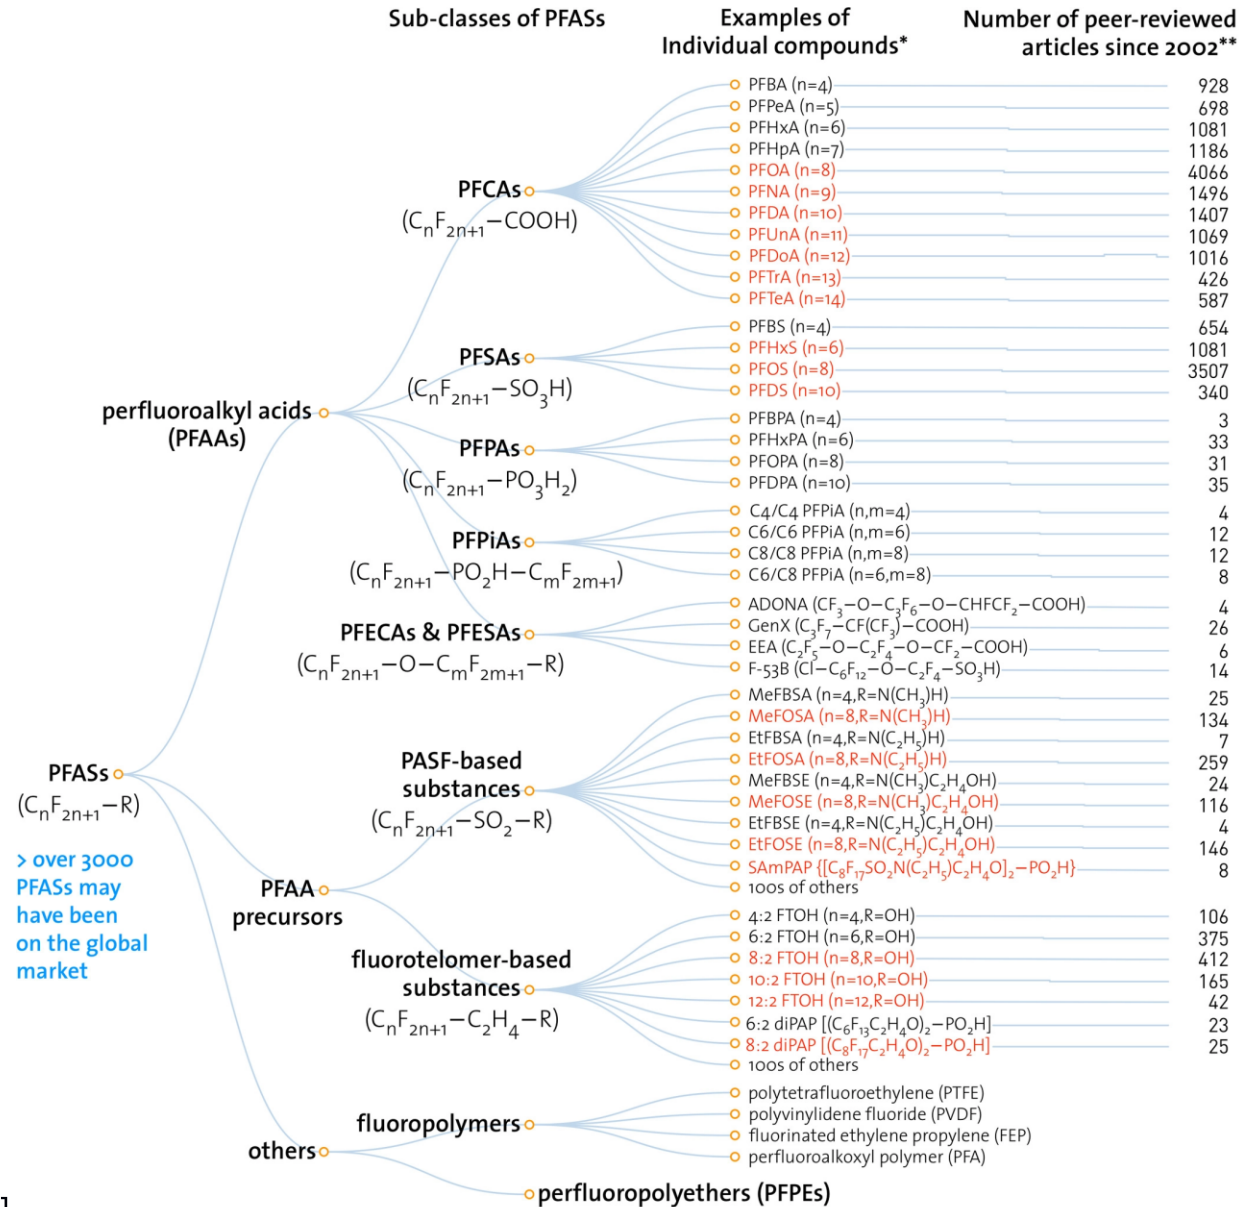 Sub-classes of PFASs
Examples of
Individual compounds*
Number of peer-reviewed
articles since 2002**
PFASs
(CnF2n+1–R)
> over 3000
PFASs may
have been
on the global
market
perfluoroalkyl acids
(PFAAs)
PFCAs
(CnF2n+1–COOH)
PFBA (n=4) 928
PFPeA (n=5) 698
PFHxA (n=6) 1081
PFHpA (n=7) 1186
PFOA (n=8) 4066
PFNA (n=9) 1496
PFDA (n=10) 1407
PFUnA (n=11) 1069
PFDoA (n=12) 1016
PFTrA (n=13) 426
PFTeA (n=14) 587
PFSAs
(CnF2n+1–SO3H)
PFBS (n=4) 654
PFHxS (n=6) 1081
PFOS (n=8) 3507
PFDS (n=10) 340
PFPAs
(CnF2n+1–PO3H2)
PFBPA (n=4) 3
PFHxPA (n=6) 33
PFOPA (n=8) 31
PFDPA (n=10) 35
PFPiAs
(CnF2n+1–PO2H–CmF2m+1)
C4/C4 PFPiA (n,m=4) 4
C6/C6 PFPiA (n,m=6) 12
C8/C8 PFPiA (n,m=8) 12
C6/C8 PFPiA (n=6,m=8) 8
PFECAs & PFESAs
(CnF2n+1–O–CmF2m+1–R)
ADONA (CF3–O–C3F6–O–CHFCF2–COOH) 4
GenX (C3F7–CF(CF3)–COOH) 26
EEA (C2F5–O–C2F4–O–CF2–COOH) 6
F-53B (Cl–C6F12–O–C2F4–SO3H) 14
PFAA
precursors
PASF-based
substances
(CnF2n+1–SO2–R)
MeFBSA (n=4,R=N(CH3)H) 25
MeFOSA (n=8,R=N(CH3)H) 134
EtFBSA (n=4,R=N(C2H5)H) 7
EtFOSA (n=8,R=N(C2H5)H) 259
MeFBSE (n=4,R=N(CH3)C2H4OH) 24
MeFOSE (n=8,R=N(CH3)C2H4OH) 116
EtFBSE (n=4,R=N(C2H5)C2H4OH) 4
EtFOSE (n=8,R=N(C2H5)C2H4OH) 146
SAmPAP {[C8F17SO2N(C2H5)C2H4O]2–PO2H} 8
100s of others
fluorotelomer-based
substances
(CnF2n+1–C2H4–R)
4:2 FTOH (n=4,R=OH) 106
6:2 FTOH (n=6,R=OH) 375
8:2 FTOH (n=8,R=OH) 412
10:2 FTOH (n=10,R=OH) 165
12:2 FTOH (n=12,R=OH) 42
6:2 diPAP [(C6F13C2H4O)2–PO2H] 23
8:2 diPAP [(C8F17C2H4O)2–PO2H] 25
100s of others
others
fluoropolymers
polytetrafluoroethylene (PTFE)
polyvinylidene fluoride (PVDF)
fluorinated ethylene propylene (FEP)
perfluoroalkoxyl polymer (PFA)
perfluoropolyethers (PFPEs)